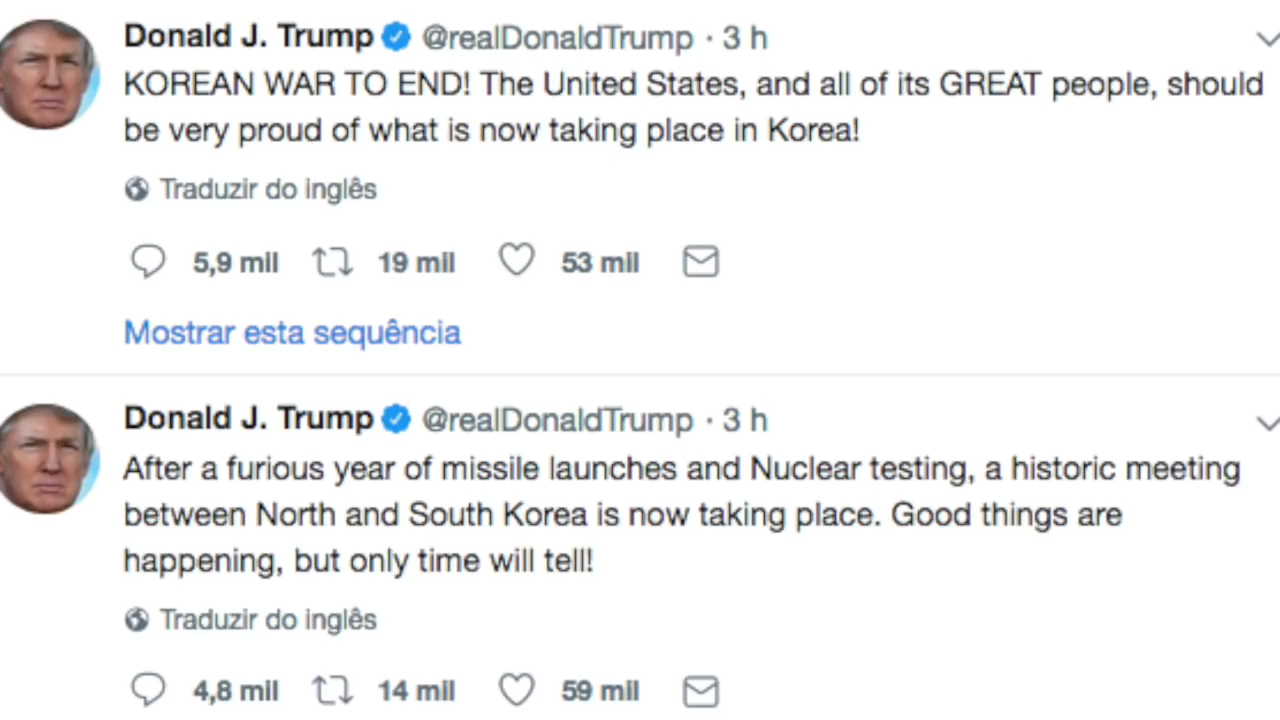 Donald J. Trump @realDonaldTrump · 3 h
KOREAN WAR TO END! The United States, and all of its GREAT people, should
be very proud of what is now taking place in Korea!
Traduzir do inglês
5,9 mil 19 mil 53 mil
Mostrar esta sequência
Donald J. Trump @realDonaldTrump · 3 h
After a furious year of missile launches and Nuclear testing, a historic meeting
between North and South Korea is now taking place. Good things are
happening, but only time will tell!
Traduzir do inglês
4,8 mil 14 mil 59 mil